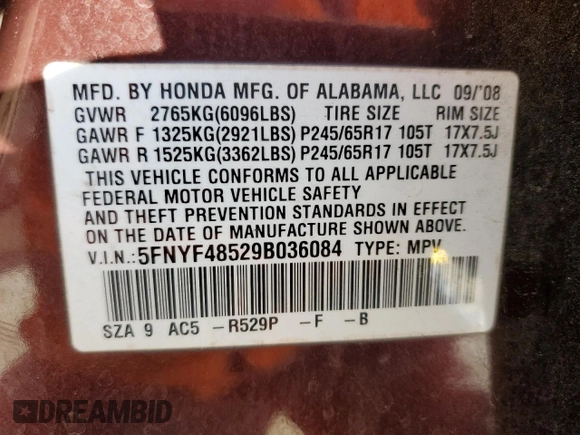 MFD. BY HONDA MFG. OF ALABAMA, LLC 09/'08
GVWR 2765KG(6096LBS) TIRE SIZE RIM SIZE
GAWR F 1325KG(2921LBS) P245/65R17 105T 17X7.5J
GAWR R 1525KG(3362LBS) P245/65R17 105T 17X7.5J
THIS VEHICLE CONFORMS TO ALL APPLICABLE
FEDERAL MOTOR VEHICLE SAFETY
AND THEFT PREVENTION STANDARDS IN EFFECT
ON THE DATE OF MANUFACTURE SHOWN ABOVE.
V.I.N.:5FNYF48529B036084 TYPE: MPV
SZA 9 AC5 -R529P -F -B
DREAMBID